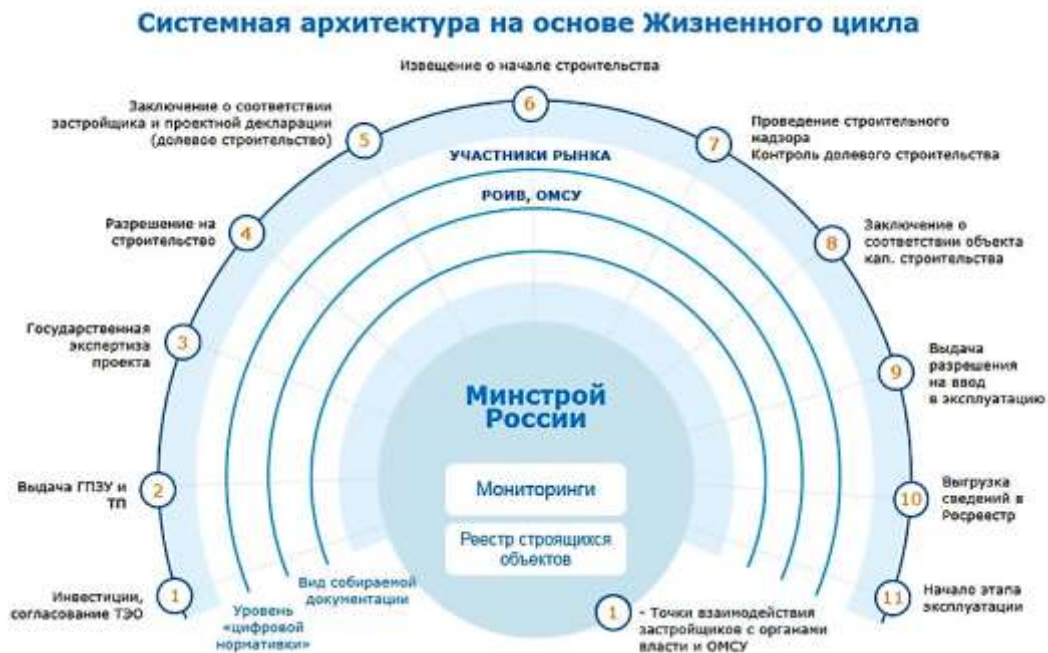 Системная архитектура на основе Жизненного цикла
Извещение о начале строительства
6
Заключение о соответствии
застройщика и проектной декларации
(долевое строительство)
5
Проведение строительного
надзора
Контроль долевого строительства
7
УЧАСТНИКИ РЫНКА
РОИВ, ОМСУ
Разрешение на
строительство
4
Заключение о
соответствии объекта
кап. строительства
8
Государственная
экспертиза
проекта
3
Выдача
разрешения
на ввод
в эксплуатацию
9
Минстрой
России
Мониторинги
Реестр строящихся
объектов
Выдача ГПЗУ и
ТП
2
Выгрузка
сведений в
Росреестр
10
Инвестиции,
согласование ТЭО
1
Уровень
«цифровой
нормативки»
Вид собираемой
документации
1
- Точки взаимодействия
застройщиков с органами
власти и ОМСУ
Начало этапа
эксплуатации
11